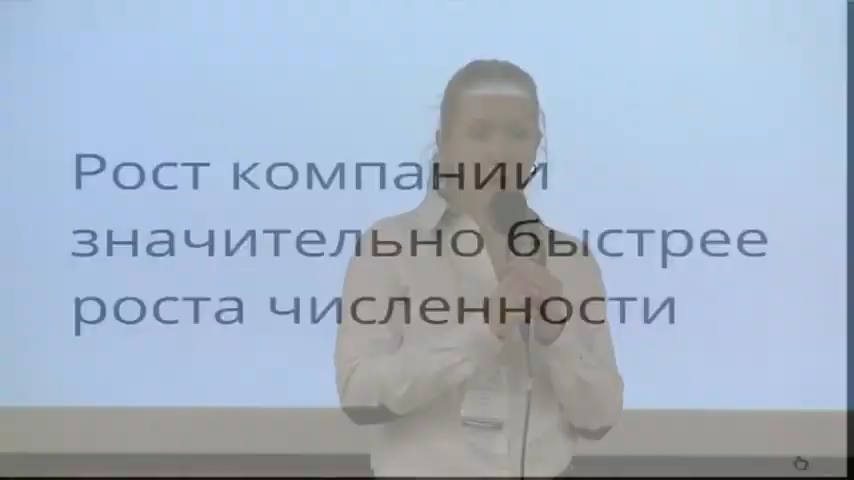 Рост компании
значительно быстрее
роста численности